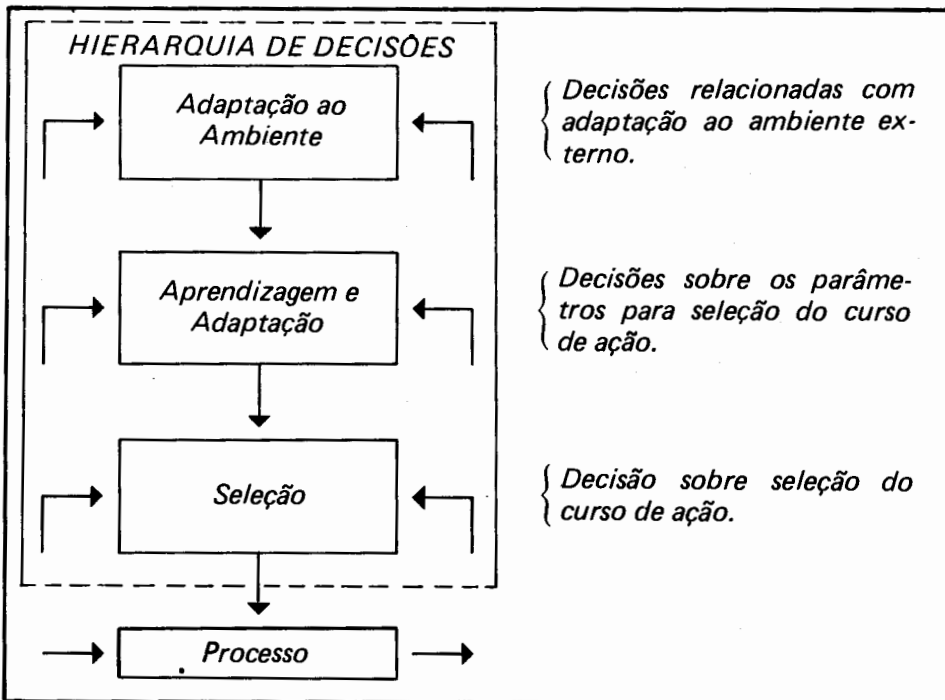 HIERARQUIA DE DECISÕES
Adaptação ao
Ambiente
Decisões relacionadas com
adaptação ao ambiente ex-
terno.
Aprendizagem e
Adaptação
Decisões sobre os parâme-
tros para seleção do curso
de ação.
Seleção
Decisão sobre seleção do
curso de ação.
Processo